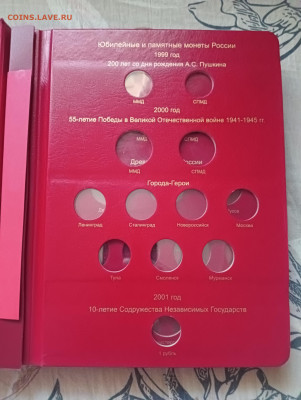 Coins.LAVE.RU
Юбилейные и памятные монеты России
1999 год
200 лет со дня рождения А.С. Пушкина
ММД СПМД
2000 год
55-летие Победы в Великой Отечественной войне 1941-1945 гг
ММД СПМД
Города-Герои
Ленинград Сталинград Новороссийск Москва
Тула Смоленск Мурманск
2001 год
10-летие Содружества Независимых Государств
1 рубль